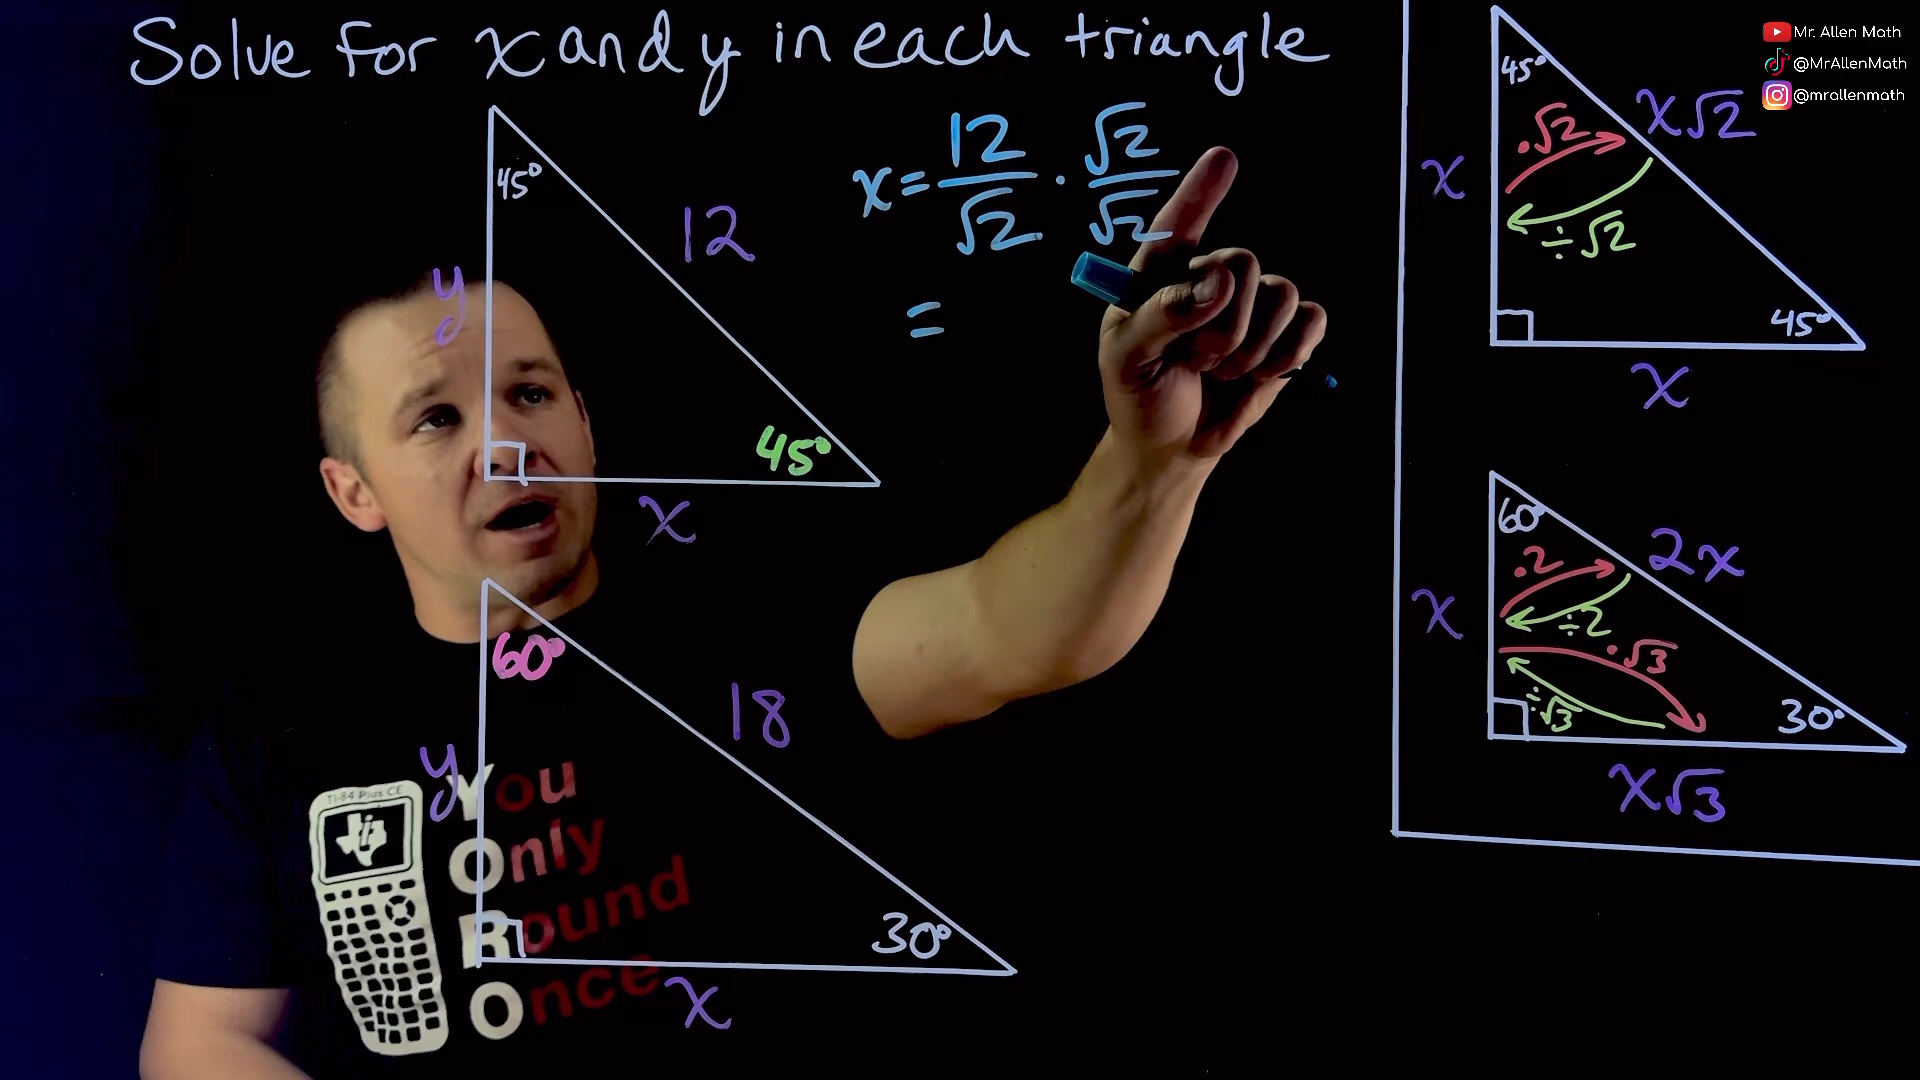 Solve for x and y in each triangle
45°
y
12
45°
x
x = 12/√2 · √2/√2
=
60°
y
18
30°
x
TI-84 Plus CE
You
Only
Round
Once
Mr. Allen Math
@MrAllenMath
@mrallenmath
45°
x√2
·√2
x
÷√2
45°
x
60°
2x
·2
x
÷2
·√3
÷√3
30°
x√3